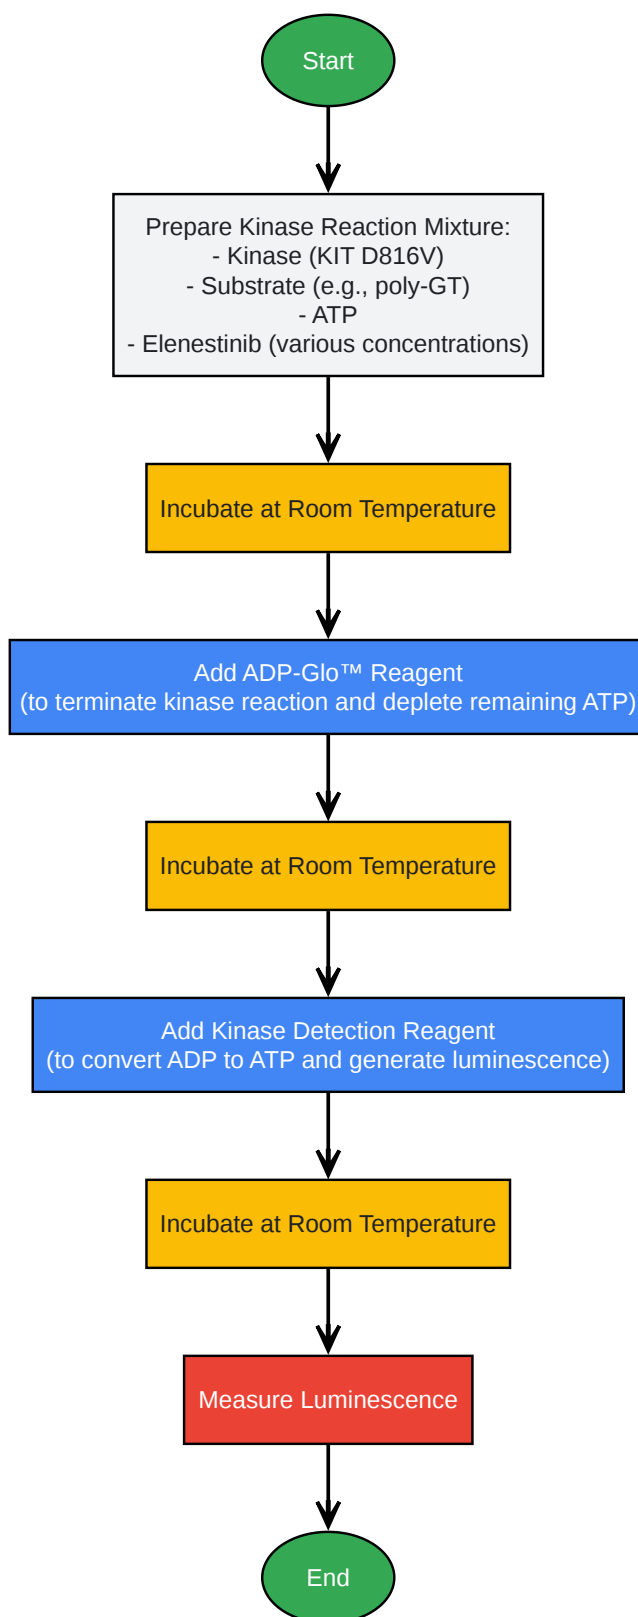 Start
Prepare Kinase Reaction Mixture:
- Kinase (KIT D816V)
- Substrate (e.g., poly-GT)
- ATP
- Elenestinib (various concentrations)
Incubate at Room Temperature
Add ADP-Glo™ Reagent
(to terminate kinase reaction and deplete remaining ATP)
Incubate at Room Temperature
Add Kinase Detection Reagent
(to convert ADP to ATP and generate luminescence)
Incubate at Room Temperature
Measure Luminescence
End